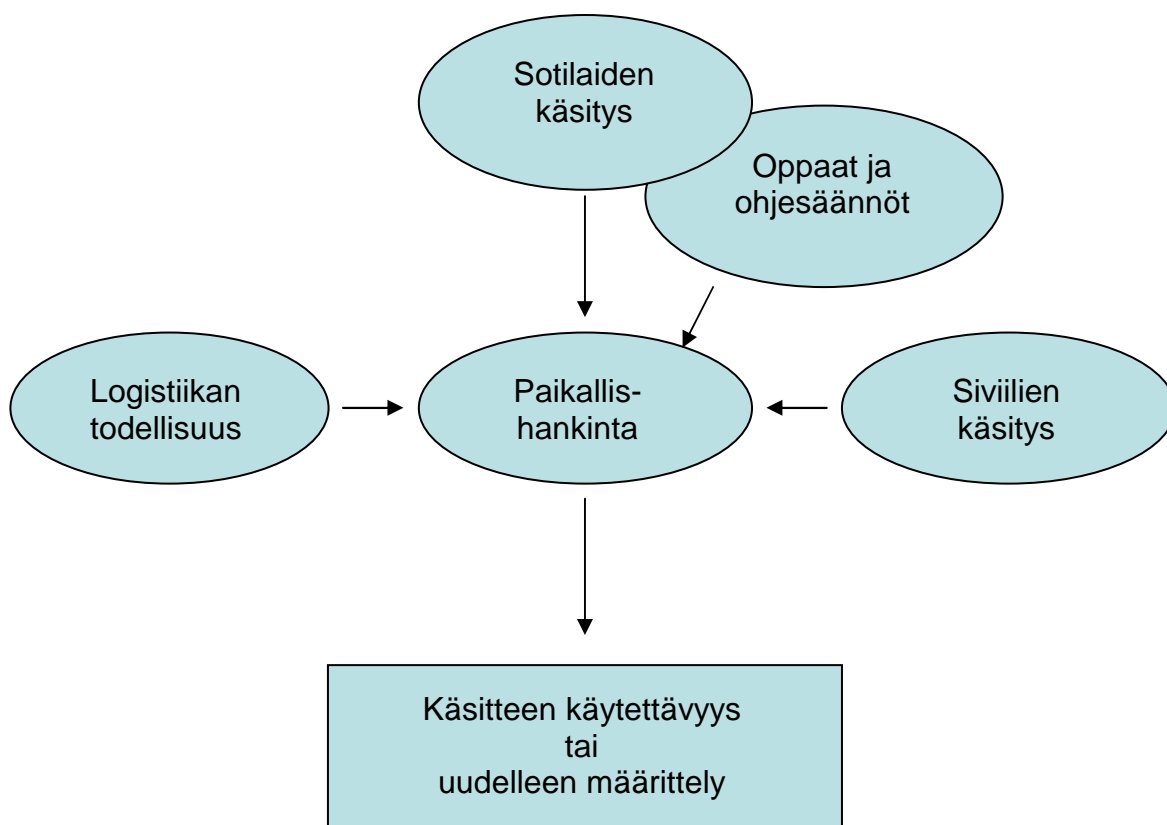 Sotilaiden
käsitys
Oppaat ja
ohjesäännöt
Logistiikan
todellisuus
Paikallis-
hankinta
Siviilien
käsitys
Käsitteen käytettävyys
tai
uudelleen määrittely